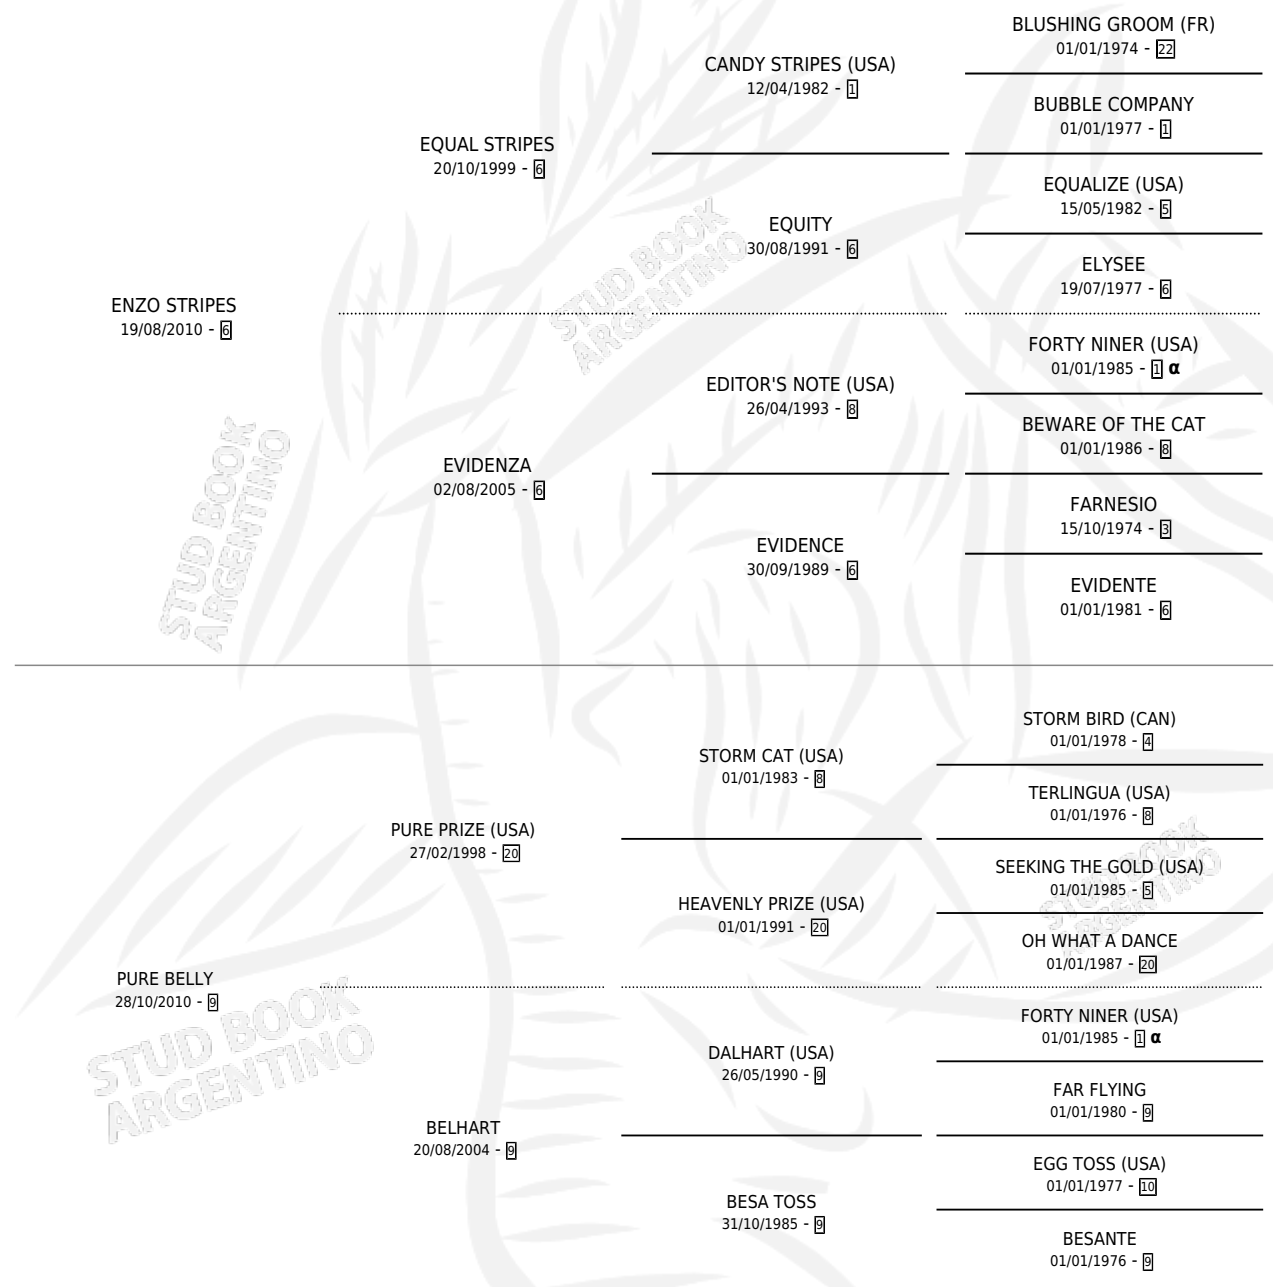 BLUSHING GROOM (FR)
01/01/1974 - 22
CANDY STRIPES (USA)
12/04/1982 - 1
BUBBLE COMPANY
01/01/1977 - 1
EQUAL STRIPES
20/10/1999 - 6
EQUALIZE (USA)
15/05/1982 - 5
EQUITY
30/08/1991 - 6
ELYSEE
19/07/1977 - 6
ENZO STRIPES
19/08/2010 - 6
FORTY NINER (USA)
01/01/1985 - 1 α
EDITOR'S NOTE (USA)
26/04/1993 - 8
BEWARE OF THE CAT
01/01/1986 - 8
EVIDENZA
02/08/2005 - 6
FARNESIO
15/10/1974 - 3
EVIDENCE
30/09/1989 - 6
EVIDENTE
01/01/1981 - 6
STORM BIRD (CAN)
01/01/1978 - 4
STORM CAT (USA)
01/01/1983 - 8
TERLINGUA (USA)
01/01/1976 - 8
PURE PRIZE (USA)
27/02/1998 - 20
SEEKING THE GOLD (USA)
01/01/1985 - 5
HEAVENLY PRIZE (USA)
01/01/1991 - 20
OH WHAT A DANCE
01/01/1987 - 20
PURE BELLY
28/10/2010 - 9
FORTY NINER (USA)
01/01/1985 - 1 α
DALHART (USA)
26/05/1990 - 9
FAR FLYING
01/01/1980 - 9
BELHART
20/08/2004 - 9
EGG TOSS (USA)
01/01/1977 - 10
BESA TOSS
31/10/1985 - 9
BESANTE
01/01/1976 - 9
STUD BOOK
ARGENTINO
STUD BOOK
ARGENTINO
STUD BOOK
ARGENTINO
STUD BOOK
ARGENTINO